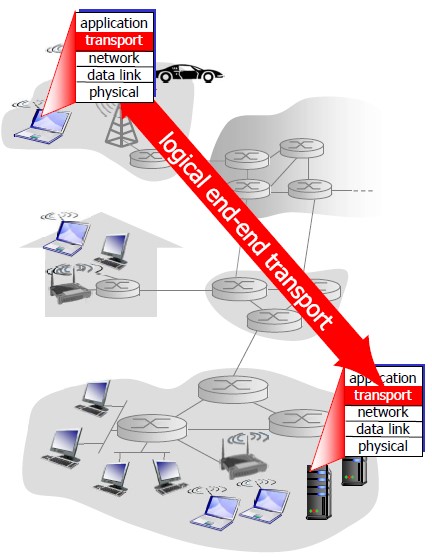 application
transport
network
data link
physical
logical end-end transport
application
transport
network
data link
physical